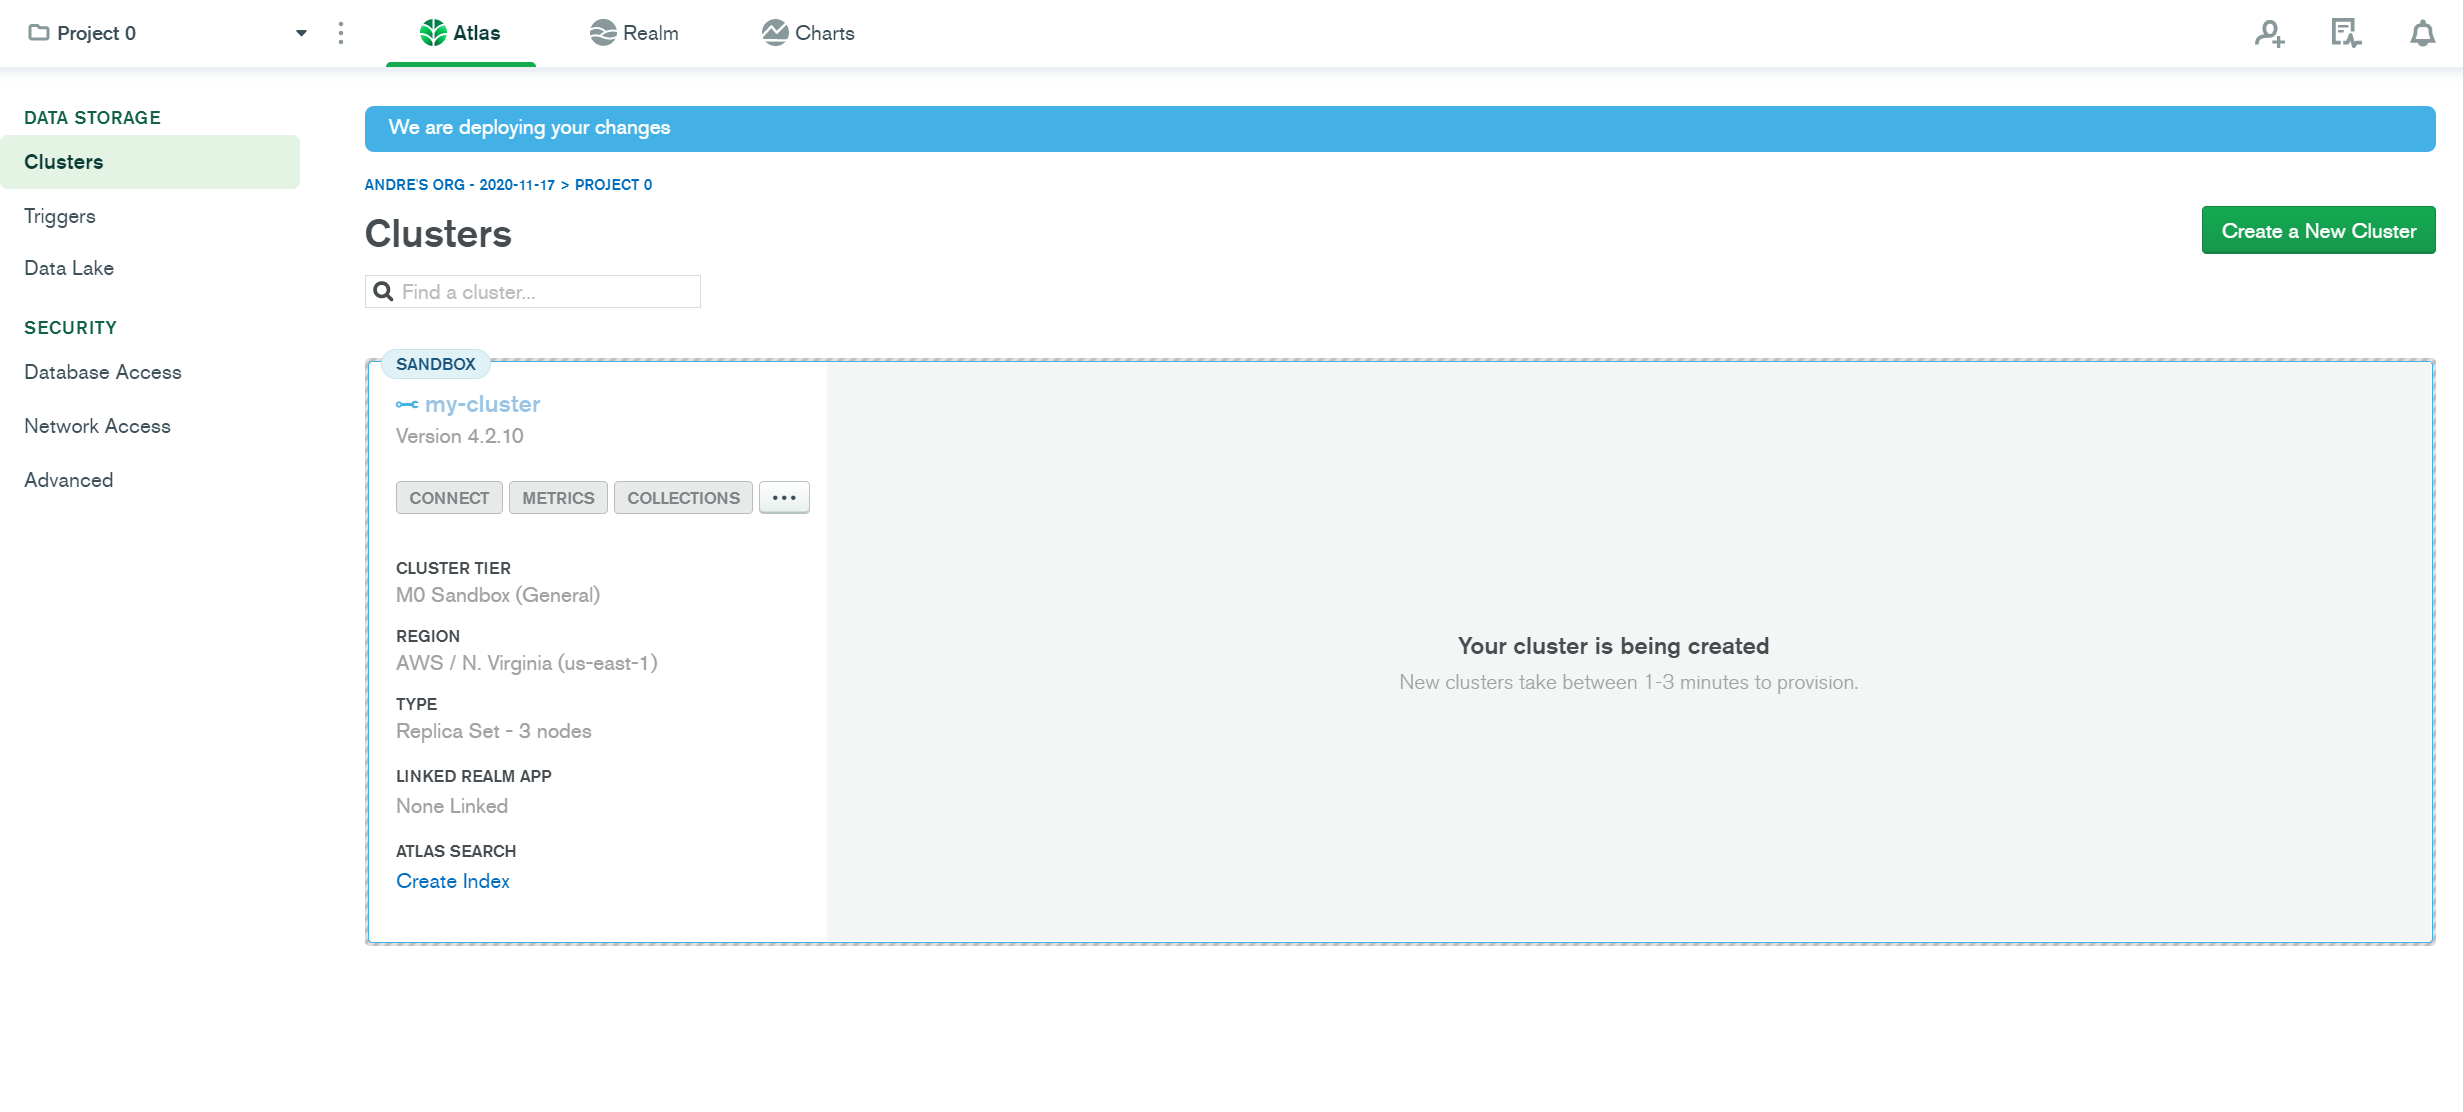 Project 0
Atlas
Realm
Charts
DATA STORAGE
Clusters
Triggers
Data Lake
SECURITY
Database Access
Network Access
Advanced
We are deploying your changes
ANDRE'S ORG - 2020-11-17 > PROJECT 0
Clusters
Create a New Cluster
Find a cluster...
SANDBOX
my-cluster
Version 4.2.10
CONNECT METRICS COLLECTIONS ...
CLUSTER TIER
M0 Sandbox (General)
REGION
AWS / N. Virginia (us-east-1)
TYPE
Replica Set - 3 nodes
LINKED REALM APP
None Linked
ATLAS SEARCH
Create Index
Your cluster is being created
New clusters take between 1-3 minutes to provision.